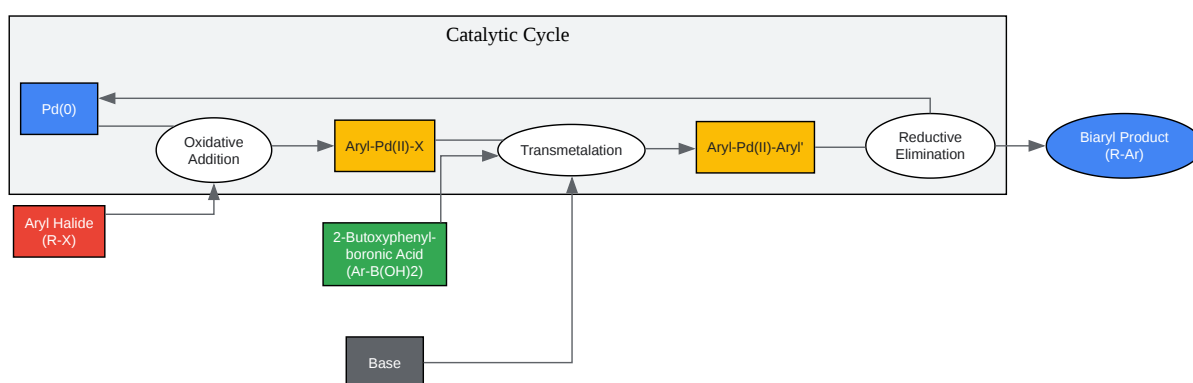 Catalytic Cycle
Pd(0)
Oxidative
Addition
Aryl-Pd(II)-X
Transmetalation
Aryl-Pd(II)-Aryl'
Reductive
Elimination
Biaryl Product
(R-Ar)
Aryl Halide
(R-X)
2-Butoxyphenyl-
boronic Acid
(Ar-B(OH)2)
Base